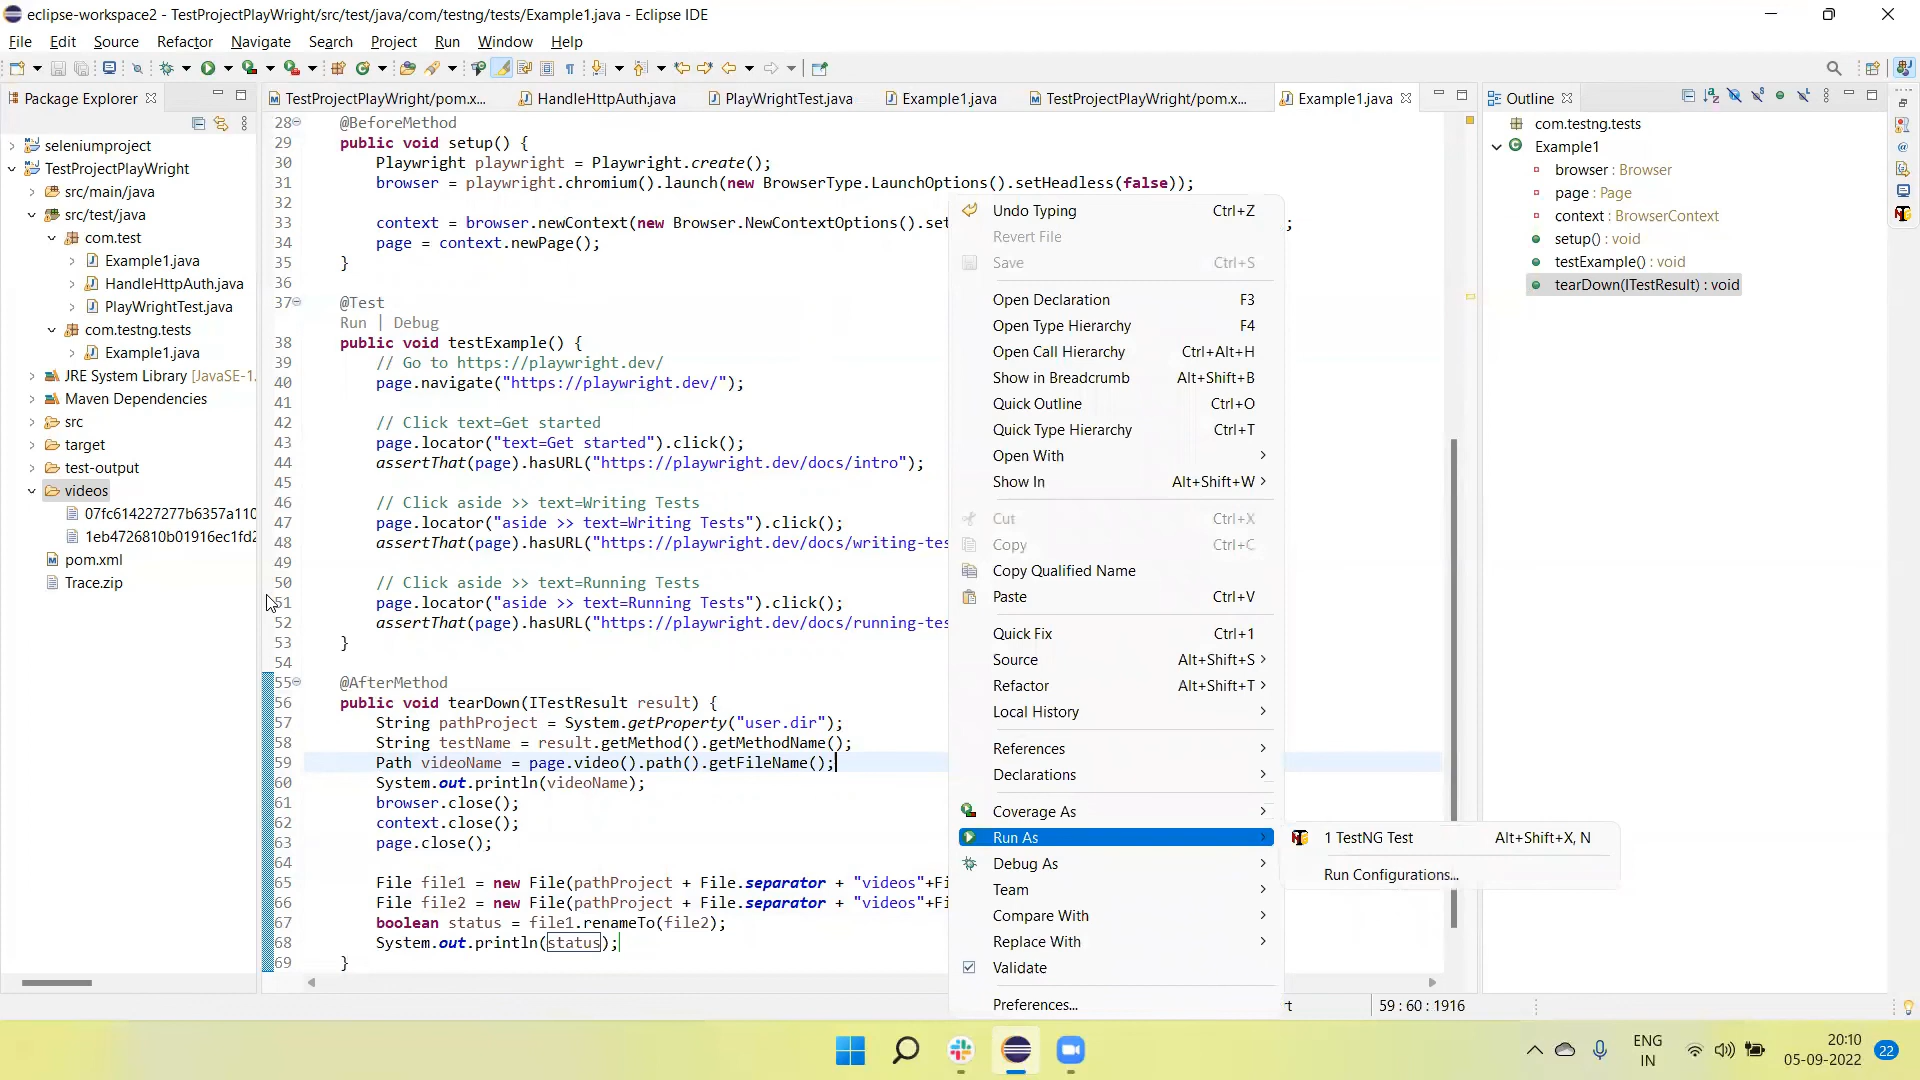 eclipse-workspace2 - TestProjectPlayWright/src/test/java/com/testng/tests/Example1.java - Eclipse IDE
File Edit Source Refactor Navigate Search Project Run Window Help
Package Explorer
TestProjectPlayWright/pom.x... HandleHttpAuth.java PlayWrightTest.java Example1.java TestProjectPlayWright/pom.x... Example1.java
Outline
seleniumproject
TestProjectPlayWright
src/main/java
src/test/java
com.test
Example1.java
HandleHttpAuth.java
PlayWrightTest.java
com.testng.tests
Example1.java
JRE System Library [JavaSE-1.
Maven Dependencies
src
target
test-output
videos
07fc614227277b6357a110
1eb4726810b01916ec1fd2
pom.xml
Trace.zip
28 @BeforeMethod
29 public void setup() {
30 Playwright playwright = Playwright.create();
31 browser = playwright.chromium().launch(new BrowserType.LaunchOptions().setHeadless(false));
32
33 context = browser.newContext(new Browser.NewContextOptions().set ;
34 page = context.newPage();
35 }
36
37 @Test
Run | Debug
38 public void testExample() {
39 // Go to https://playwright.dev/
40 page.navigate("https://playwright.dev/");
41
42 // Click text=Get started
43 page.locator("text=Get started").click();
44 assertThat(page).hasURL("https://playwright.dev/docs/intro");
45
46 // Click aside >> text=Writing Tests
47 page.locator("aside >> text=Writing Tests").click();
48 assertThat(page).hasURL("https://playwright.dev/docs/writing-tes
49
50 // Click aside >> text=Running Tests
51 page.locator("aside >> text=Running Tests").click();
52 assertThat(page).hasURL("https://playwright.dev/docs/running-tes
53 }
54
55 @AfterMethod
56 public void tearDown(ITestResult result) {
57 String pathProject = System.getProperty("user.dir");
58 String testName = result.getMethod().getMethodName();
59 Path videoName = page.video().path().getFileName();
60 System.out.println(videoName);
61 browser.close();
62 context.close();
63 page.close();
64
65 File file1 = new File(pathProject + File.separator + "videos"+Fi
66 File file2 = new File(pathProject + File.separator + "videos"+Fi
67 boolean status = file1.renameTo(file2);
68 System.out.println(status);
69 }
Undo Typing Ctrl+Z
Revert File
Save Ctrl+S
Open Declaration F3
Open Type Hierarchy F4
Open Call Hierarchy Ctrl+Alt+H
Show in Breadcrumb Alt+Shift+B
Quick Outline Ctrl+O
Quick Type Hierarchy Ctrl+T
Open With
Show In Alt+Shift+W
Cut Ctrl+X
Copy Ctrl+C
Copy Qualified Name
Paste Ctrl+V
Quick Fix Ctrl+1
Source Alt+Shift+S
Refactor Alt+Shift+T
Local History
References
Declarations
Coverage As
Run As
Debug As
Team
Compare With
Replace With
Validate
Preferences...
1 TestNG Test Alt+Shift+X, N
Run Configurations...
com.testng.tests
Example1
browser : Browser
page : Page
context : BrowserContext
setup() : void
testExample() : void
tearDown(ITestResult) : void
rt 59 : 60 : 1916
ENG
IN
20:10
05-09-2022
22